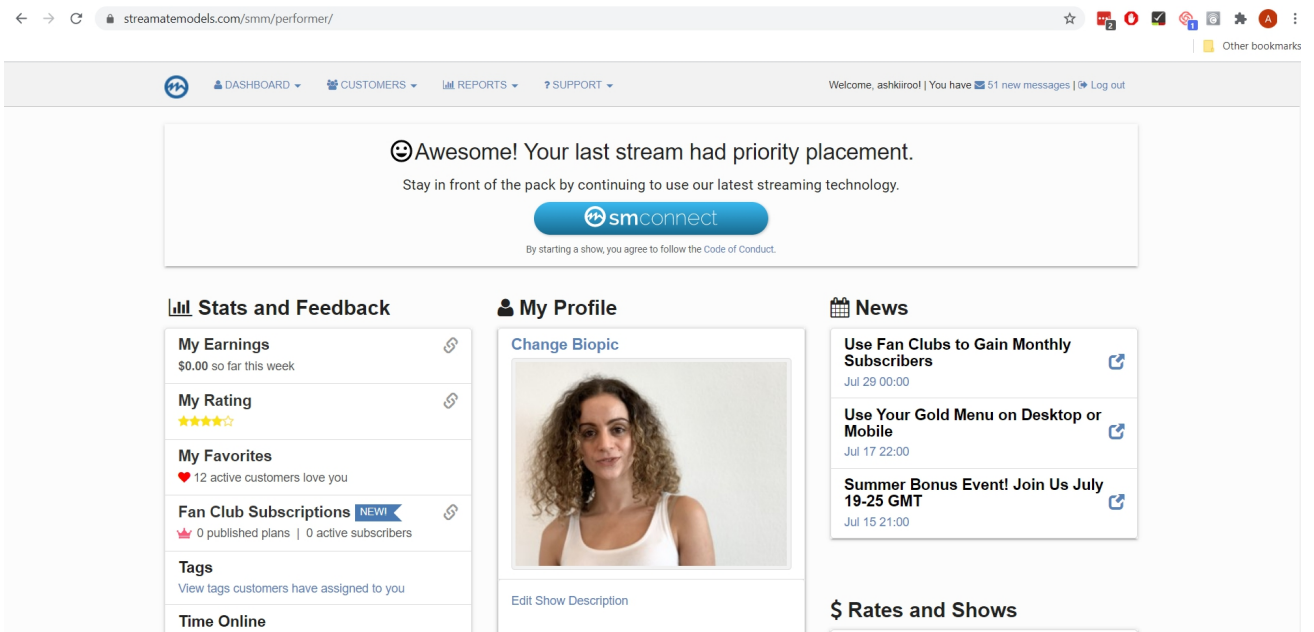 streamatemodels.com/smm/performer/
2
1
A
Other bookmarks
DASHBOARD
CUSTOMERS
REPORTS
? SUPPORT
Welcome, ashkiiroo! | You have 51 new messages | Log out
Awesome! Your last stream had priority placement.
Stay in front of the pack by continuing to use our latest streaming technology.
smconnect
By starting a show, you agree to follow the Code of Conduct.
Stats and Feedback
My Earnings
$0.00 so far this week
My Rating
My Favorites
12 active customers love you
Fan Club Subscriptions NEW!
0 published plans | 0 active subscribers
Tags
View tags customers have assigned to you
Time Online
My Profile
Change Biopic
Edit Show Description
News
Use Fan Clubs to Gain Monthly
Subscribers
Jul 29 00:00
Use Your Gold Menu on Desktop or
Mobile
Jul 17 22:00
Summer Bonus Event! Join Us July
19-25 GMT
Jul 15 21:00
$ Rates and Shows